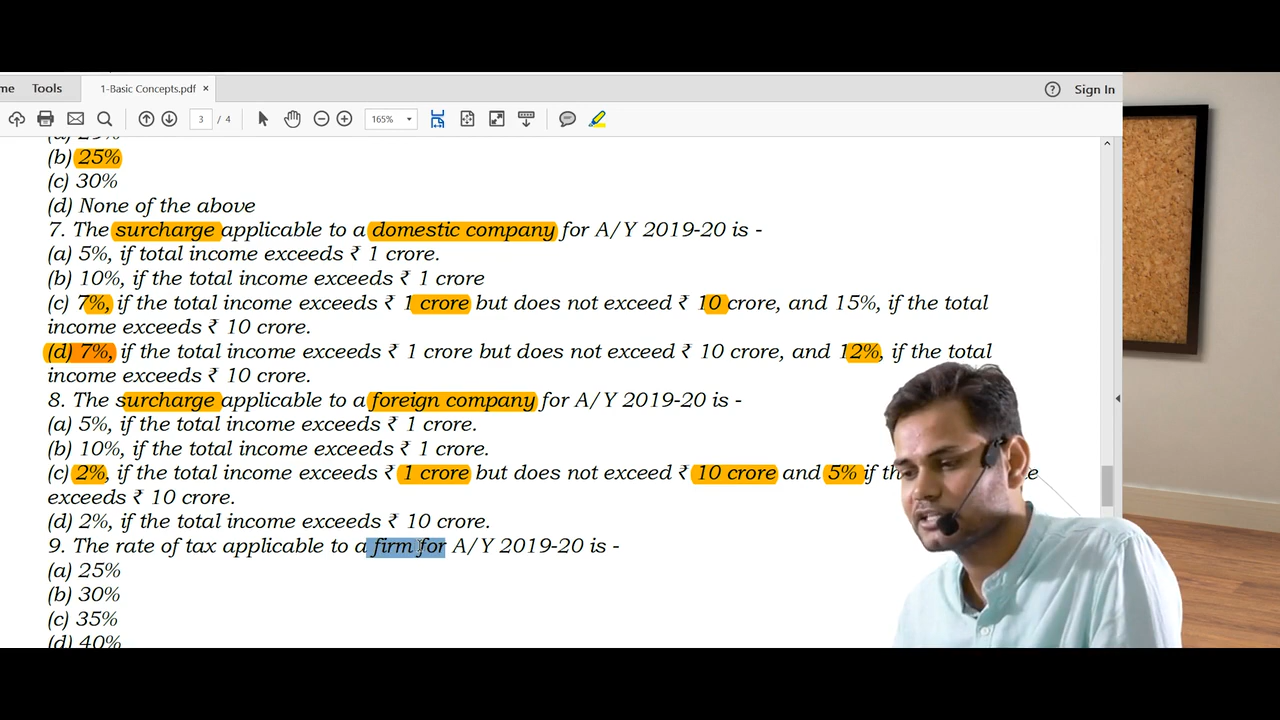 me Tools 1-Basic Concepts.pdf × Sign In
3 / 4 165%
(b) 25%
(c) 30%
(d) None of the above
7. The surcharge applicable to a domestic company for A/Y 2019-20 is -
(a) 5%, if total income exceeds ₹ 1 crore.
(b) 10%, if the total income exceeds ₹ 1 crore
(c) 7%, if the total income exceeds ₹ 1 crore but does not exceed ₹ 10 crore, and 15%, if the total
income exceeds ₹ 10 crore.
(d) 7%, if the total income exceeds ₹ 1 crore but does not exceed ₹ 10 crore, and 12%, if the total
income exceeds ₹ 10 crore.
8. The surcharge applicable to a foreign company for A/Y 2019-20 is -
(a) 5%, if the total income exceeds ₹ 1 crore.
(b) 10%, if the total income exceeds ₹ 1 crore.
(c) 2%, if the total income exceeds ₹ 1 crore but does not exceed ₹ 10 crore and 5% if
exceeds ₹ 10 crore.
(d) 2%, if the total income exceeds ₹ 10 crore.
9. The rate of tax applicable to a firm for A/Y 2019-20 is -
(a) 25%
(b) 30%
(c) 35%
(d) 40%